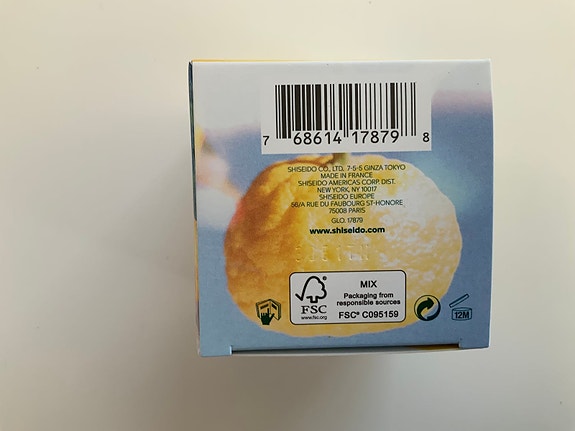 7 68614 17879 8
SHISEIDO CO., LTD. 7-5-5 GINZA TOKYO
MADE IN FRANCE
SHISEIDO AMERICAS CORP. DIST.
NEW YORK, NY 10017
SHISEIDO EUROPE
56/A RUE DU FAUBOURG ST-HONORE
75008 PARIS
GLO. 17879
www.shiseido.com
FSC
www.fsc.org
MIX
Packaging from
responsible sources
FSC® C095159
12M